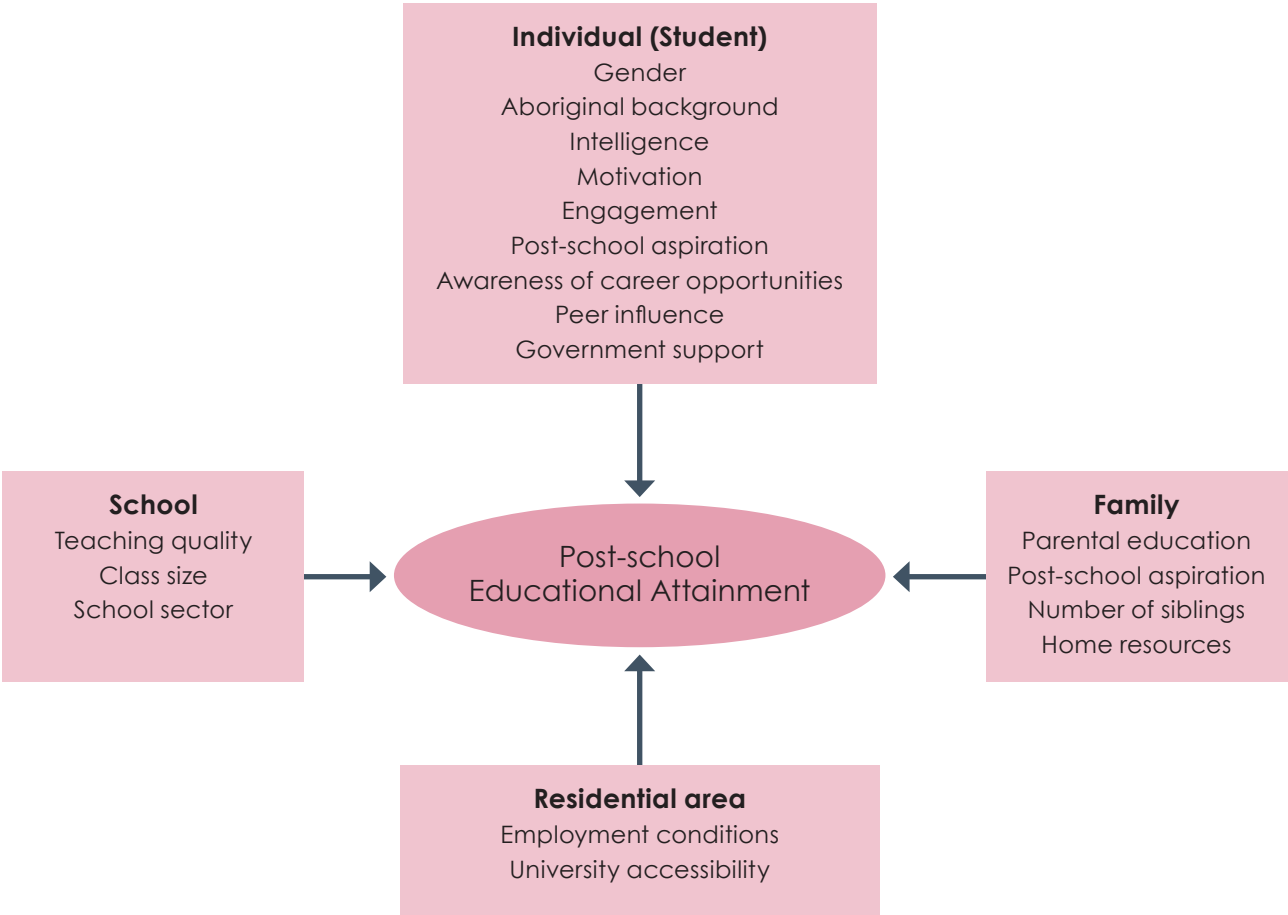 Individual (Student)
Gender
Aboriginal background
Intelligence
Motivation
Engagement
Post-school aspiration
Awareness of career opportunities
Peer influence
Government support
School
Teaching quality
Class size
School sector
Post-school
Educational Attainment
Family
Parental education
Post-school aspiration
Number of siblings
Home resources
Residential area
Employment conditions
University accessibility